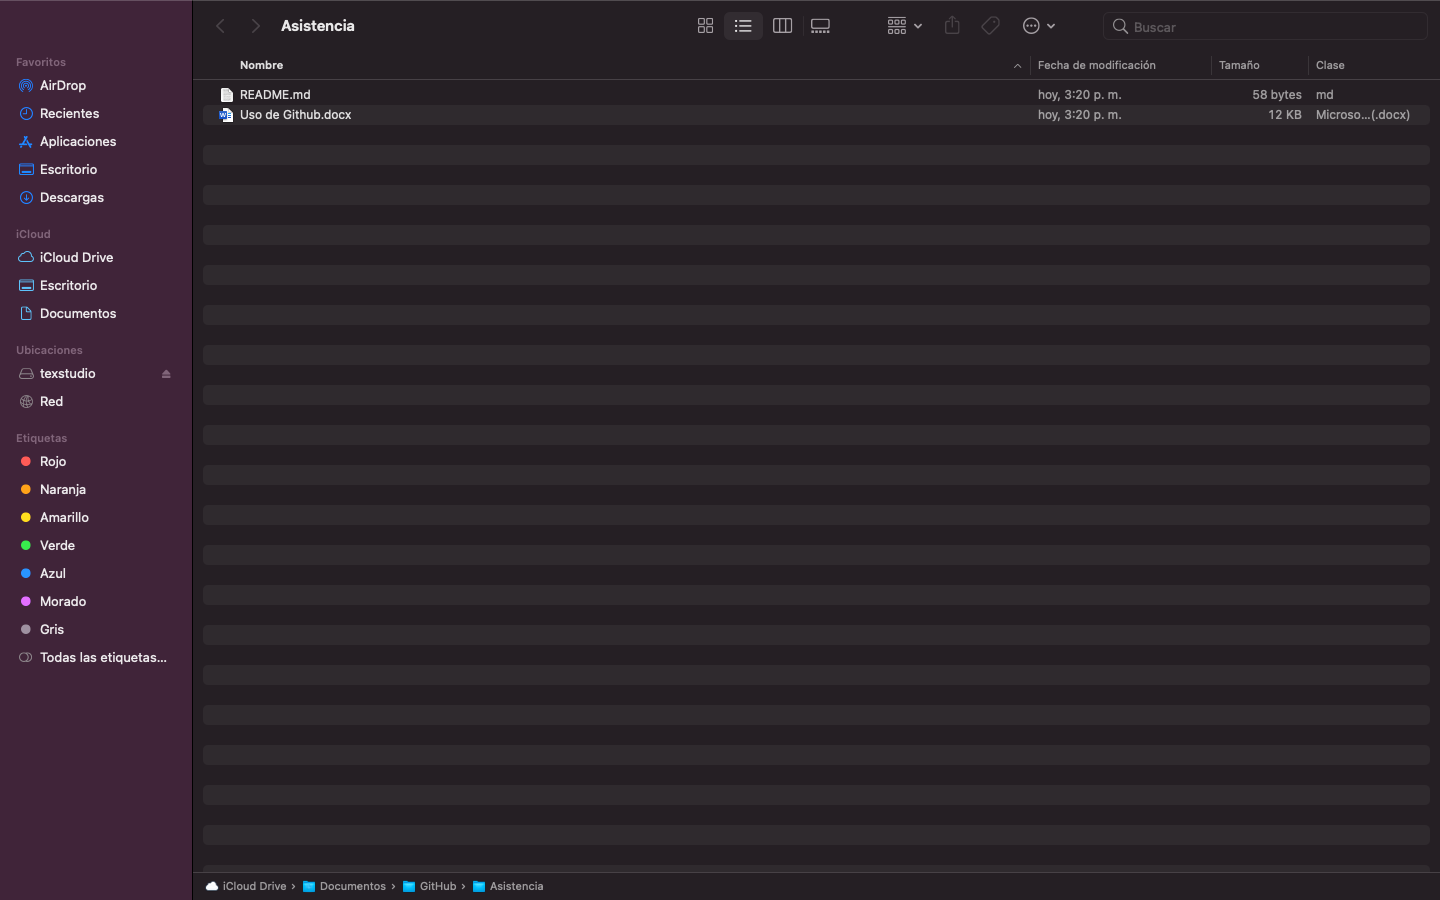 Asistencia
Buscar
Favoritos
AirDrop
Recientes
Aplicaciones
Escritorio
Descargas
iCloud
iCloud Drive
Escritorio
Documentos
Ubicaciones
texstudio
Red
Etiquetas
Rojo
Naranja
Amarillo
Verde
Azul
Morado
Gris
Todas las etiquetas...
Nombre Fecha de modificación Tamaño Clase
README.md hoy, 3:20 p. m. 58 bytes md
Uso de Github.docx hoy, 3:20 p. m. 12 KB Microso...(.docx)
iCloud Drive › Documentos › GitHub › Asistencia